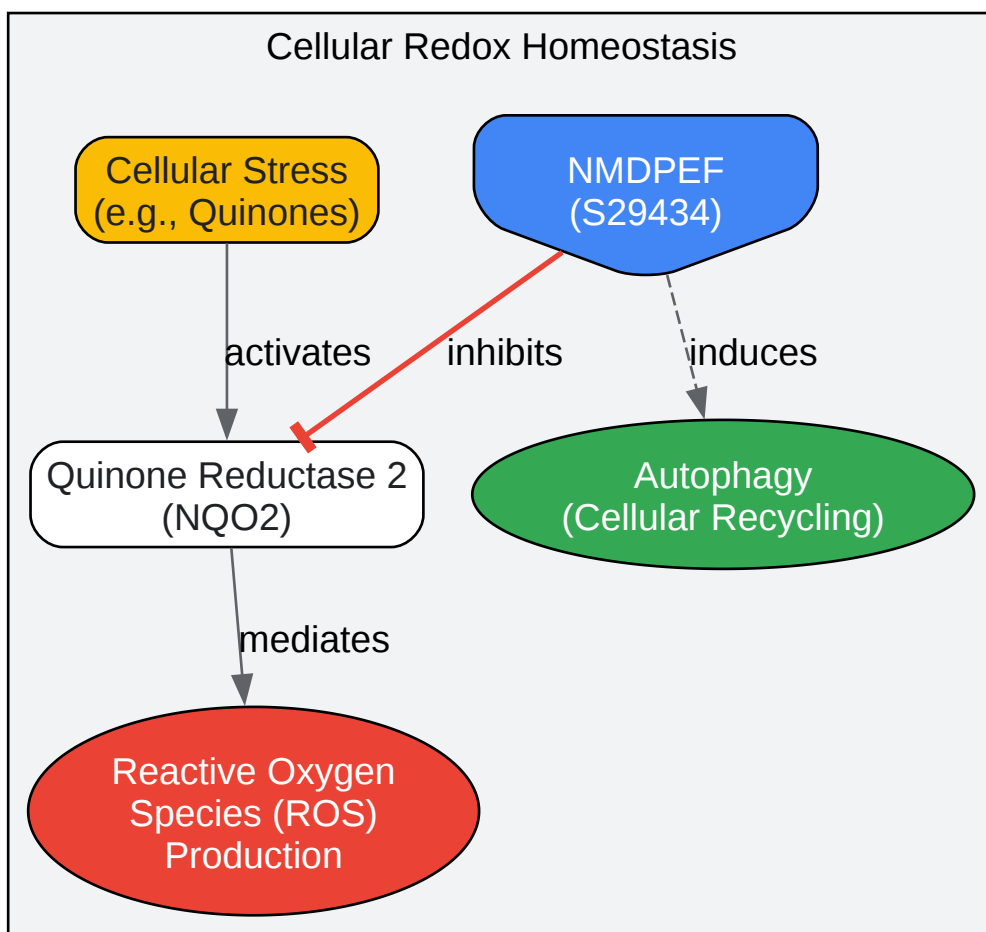 Cellular Redox Homeostasis
Cellular Stress
(e.g., Quinones)
NMDPEF
(S29434)
activates
inhibits
induces
Quinone Reductase 2
(NQO2)
Autophagy
(Cellular Recycling)
mediates
Reactive Oxygen
Species (ROS)
Production